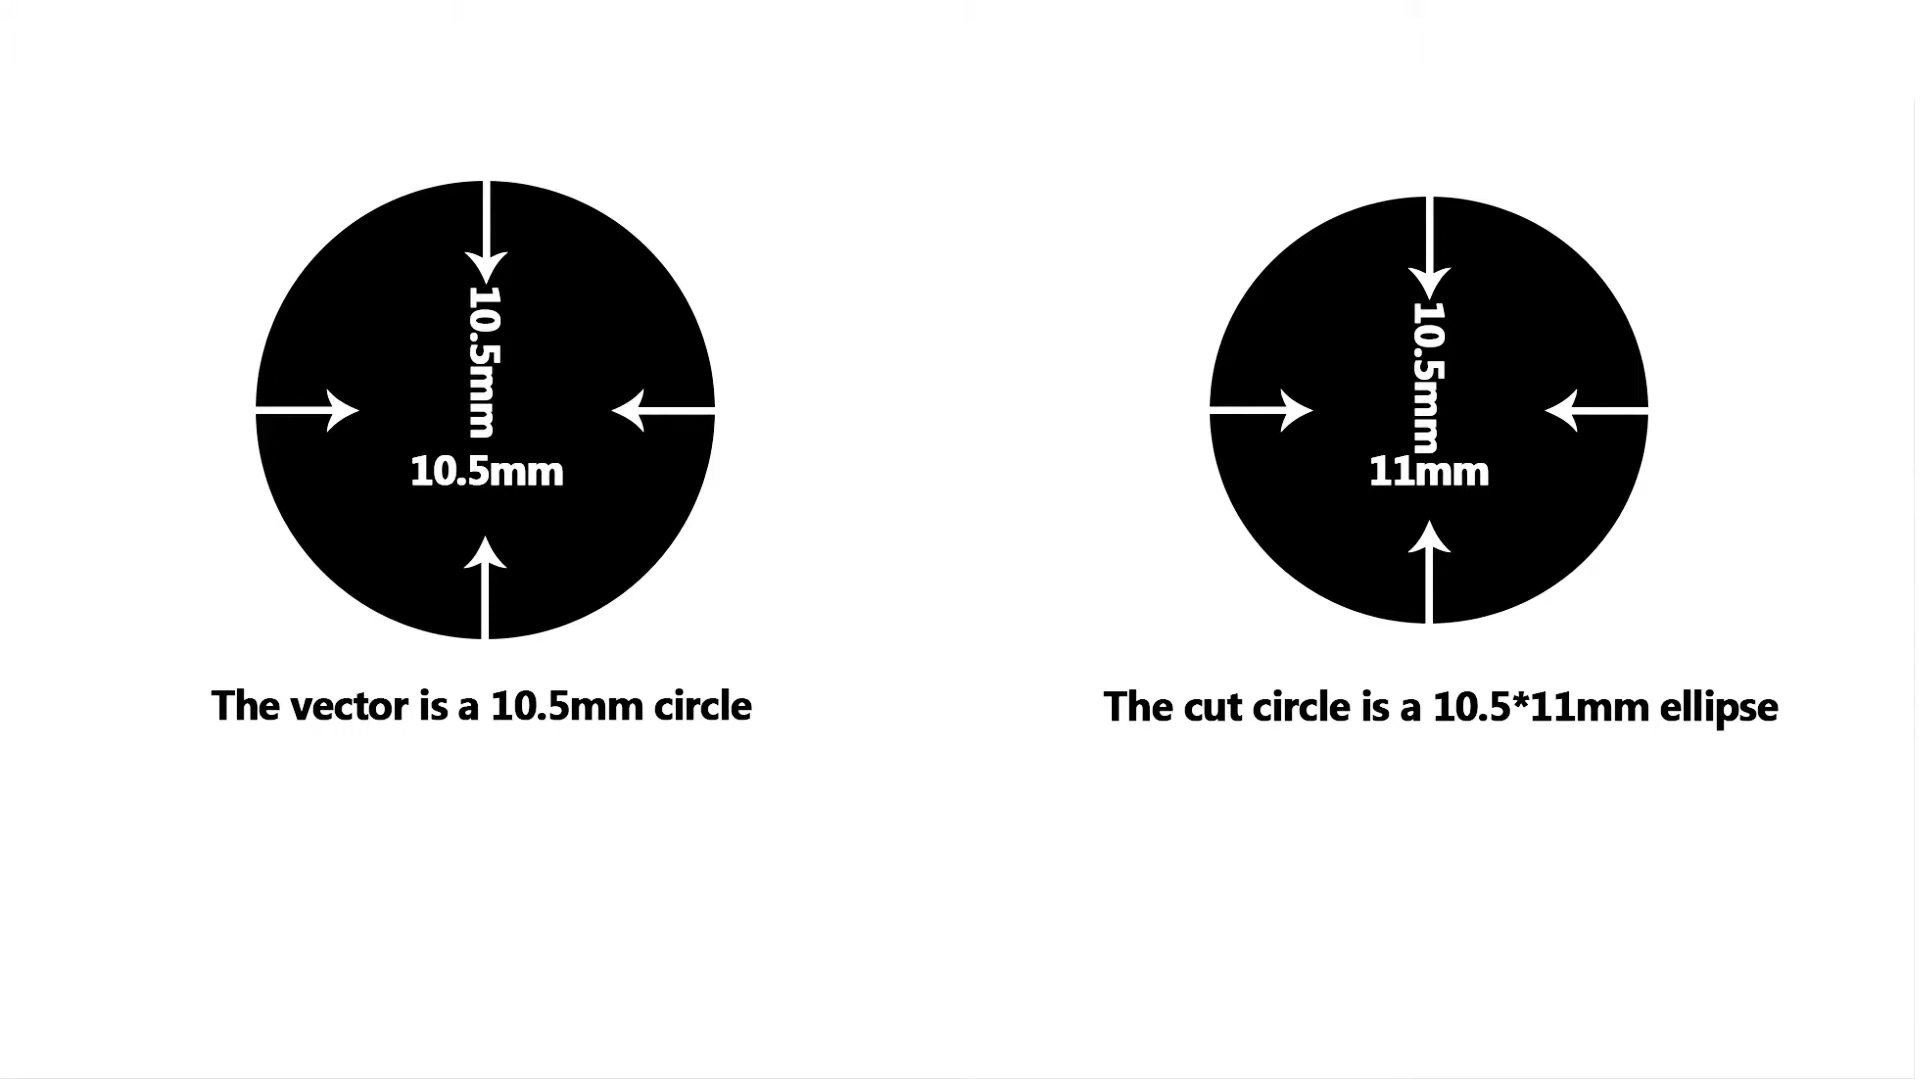 10.5mm
10.5mm
The vector is a 10.5mm circle
10.5mm
11mm
The cut circle is a 10.5*11mm ellipse